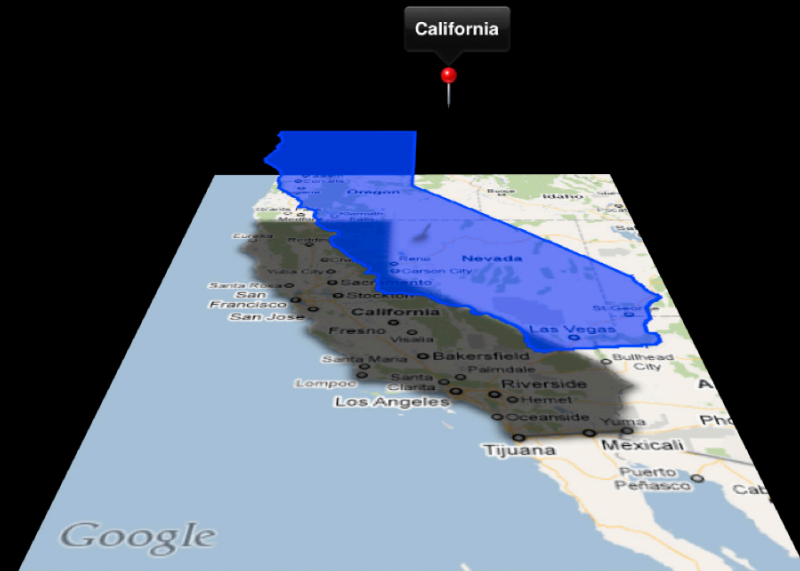 California
Oregon
Idaho
Medford
Eureka
Reno
Nevada
Yuba City
Carson City
Santa Rosa
Sacramento
San
Francisco
Stockton
St-George
San Jose
California
Las Vegas
Fresno
Visalia
Santa Maria
Bakersfield
Bullhead
City
Lompoc
Santa
Clarita
Palmdale
Riverside
Los Angeles
Hemet
Oceanside
Yuma
Tijuana
Mexicali
Puerto
Peñasco
Google